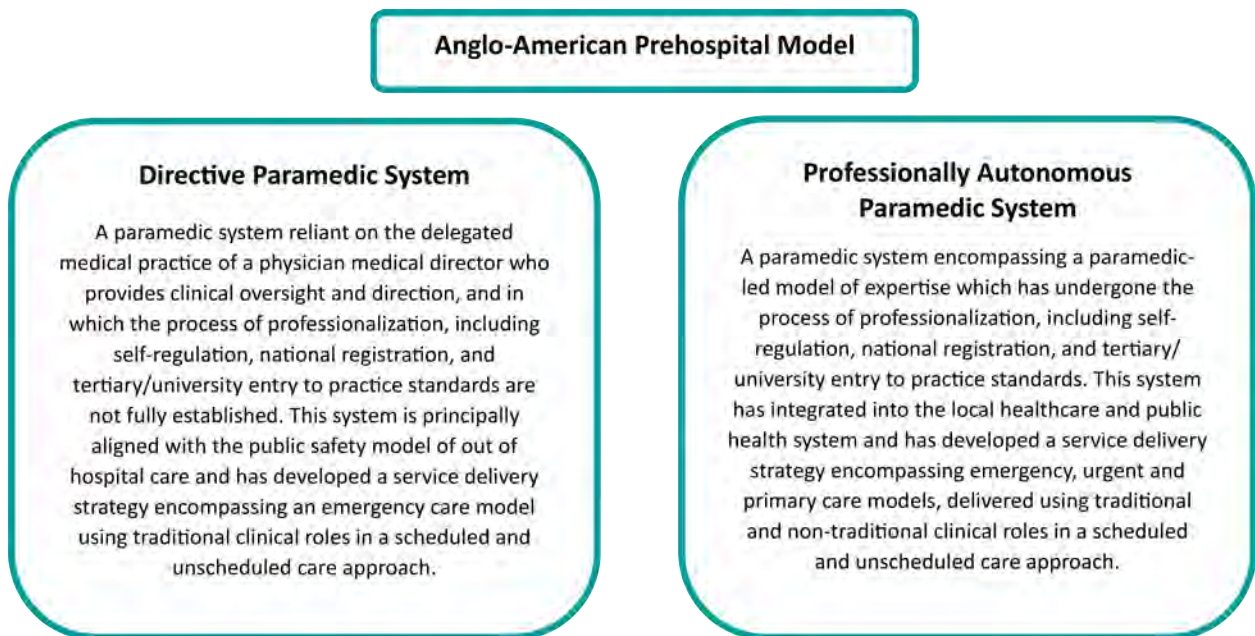 Anglo-American Prehospital Model
Directive Paramedic System
A paramedic system reliant on the delegated
medical practice of a physician medical director who
provides clinical oversight and direction, and in
which the process of professionalization, including
self-regulation, national registration, and
tertiary/university entry to practice standards are
not fully established. This system is principally
aligned with the public safety model of out of
hospital care and has developed a service delivery
strategy encompassing an emergency care model
using traditional clinical roles in a scheduled and
unscheduled care approach.
Professionally Autonomous
Paramedic System
A paramedic system encompassing a paramedic-
led model of expertise which has undergone the
process of professionalization, including self-
regulation, national registration, and tertiary/
university entry to practice standards. This system
has integrated into the local healthcare and public
health system and has developed a service delivery
strategy encompassing emergency, urgent and
primary care models, delivered using traditional
and non-traditional clinical roles in a scheduled
and unscheduled care approach.